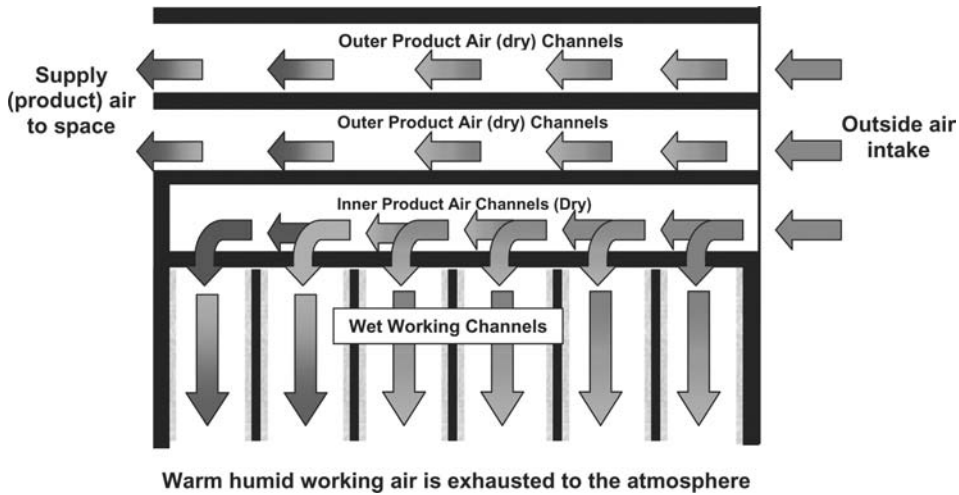 Outer Product Air (dry) Channels
Supply
(product) air
to space
Outer Product Air (dry) Channels
Outside air
intake
Inner Product Air Channels (Dry)
Wet Working Channels
Warm humid working air is exhausted to the atmosphere